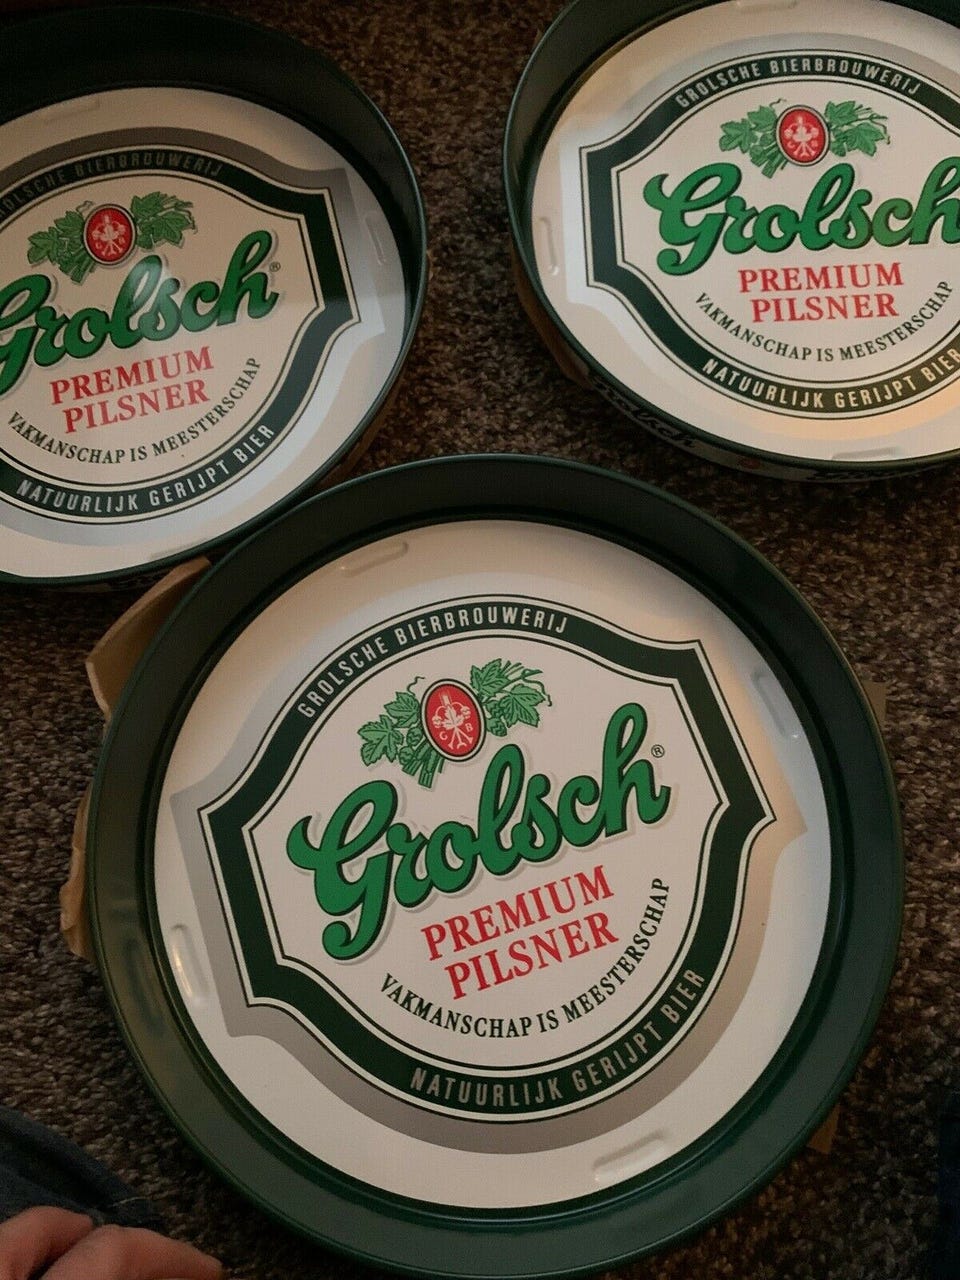 GROLSCHE BIERBROUWERIJ
Grolsch®
PREMIUM
PILSNER
VAKMANSCHAP IS MEESTERSCHAP
NATUURLIJK GERIJPT BIER
GROLSCHE BIERBROUWERIJ
Grolsch
PREMIUM
PILSNER
VAKMANSCHAP IS MEESTERSCHAP
NATUURLIJK GERIJPT BIER
Grolsch
GROLSCHE BIERBROUWERIJ
G B
Grolsch®
PREMIUM
PILSNER
VAKMANSCHAP IS MEESTERSCHAP
NATUURLIJK GERIJPT BIER